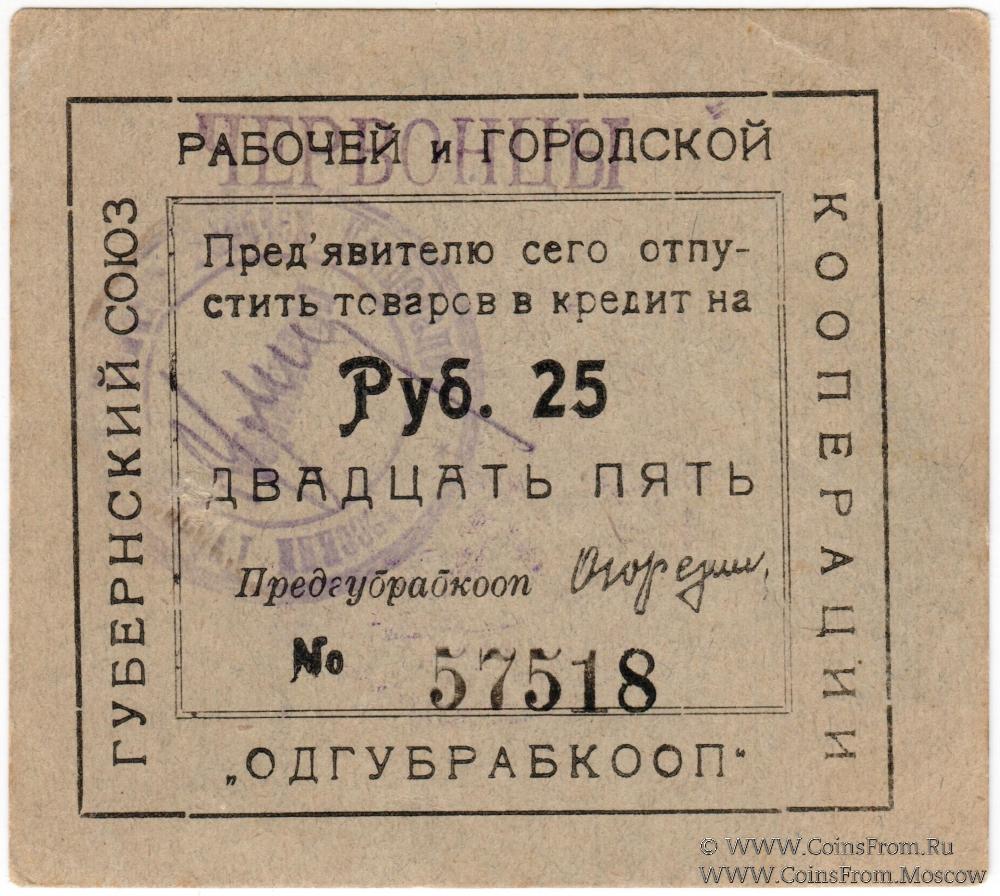 ЧЕРВОНЦЫ
РАБОЧЕЙ и ГОРОДСКОЙ
ГУБЕРНСКИЙ СОЮЗ
КООПЕРАЦИИ
Пред'явителю сего отпу-
стить товаров в кредит на
Руб. 25
ДВАДЦАТЬ ПЯТЬ
Предгубрабкооп
№ 57518
„ОДГУБРАБКООП“
© WWW.CoinsFrom.Ru
WWW.CoinsFrom.Moscow